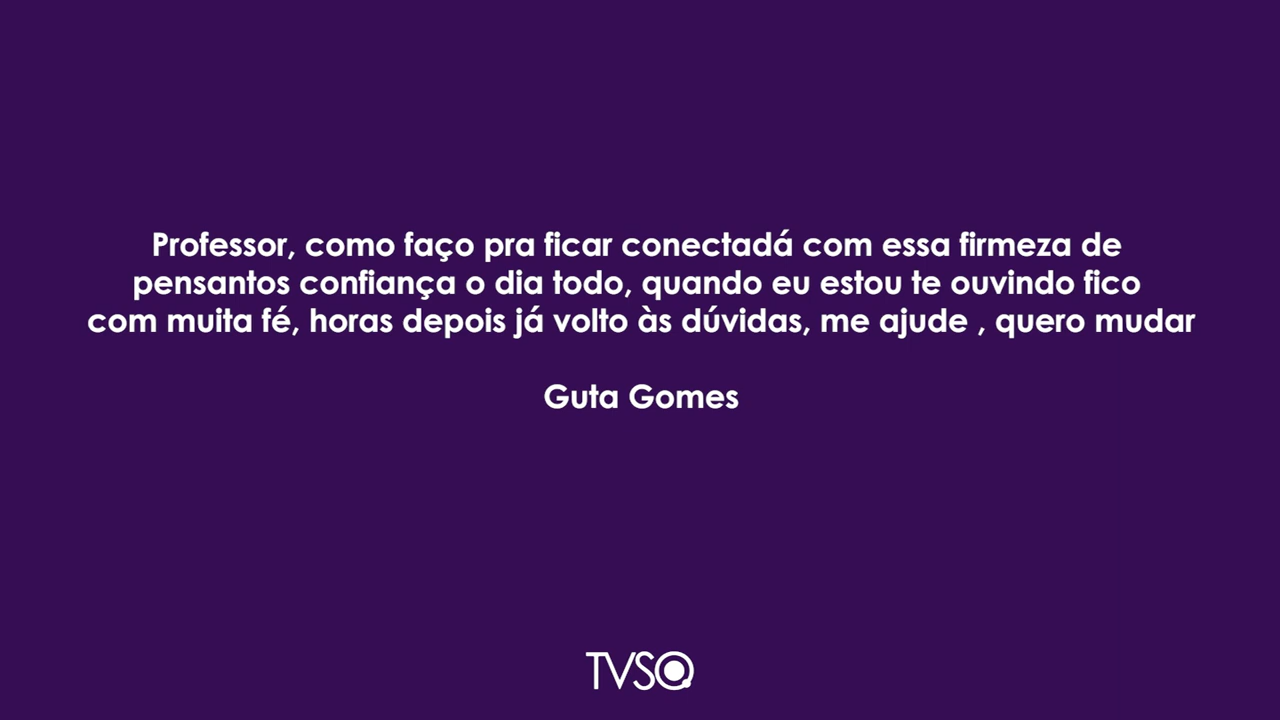 Professor, como faço pra ficar conectadá com essa firmeza de
pensantos confiança o dia todo, quando eu estou te ouvindo fico
com muita fé, horas depois já volto às dúvidas, me ajude , quero mudar
Guta Gomes
TVSQ